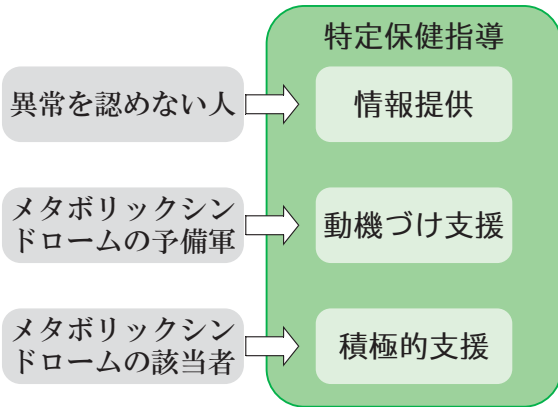 特定保健指導
異常を認めない人
情報提供
メタボリックシン
ドロームの予備軍
動機づけ支援
メタボリックシン
ドロームの該当者
積極的支援